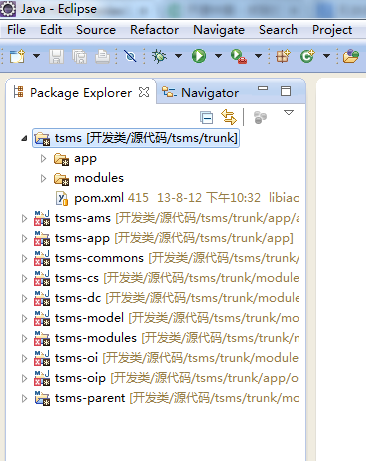 Java - Eclipse
File Edit Source Refactor Navigate Search Project
Package Explorer Navigator
tsms [开发类/源代码/tsms/trunk]
app
modules
pom.xml 415 13-8-12 下午10:32 libiao
tsms-ams [开发类/源代码/tsms/trunk/app/a
tsms-app [开发类/源代码/tsms/trunk/app]
tsms-commons [开发类/源代码/tsms/trunk/
tsms-cs [开发类/源代码/tsms/trunk/module
tsms-dc [开发类/源代码/tsms/trunk/module
tsms-model [开发类/源代码/tsms/trunk/mo
tsms-modules [开发类/源代码/tsms/trunk/m
tsms-oi [开发类/源代码/tsms/trunk/module
tsms-oip [开发类/源代码/tsms/trunk/app/o
tsms-parent [开发类/源代码/tsms/trunk/mo